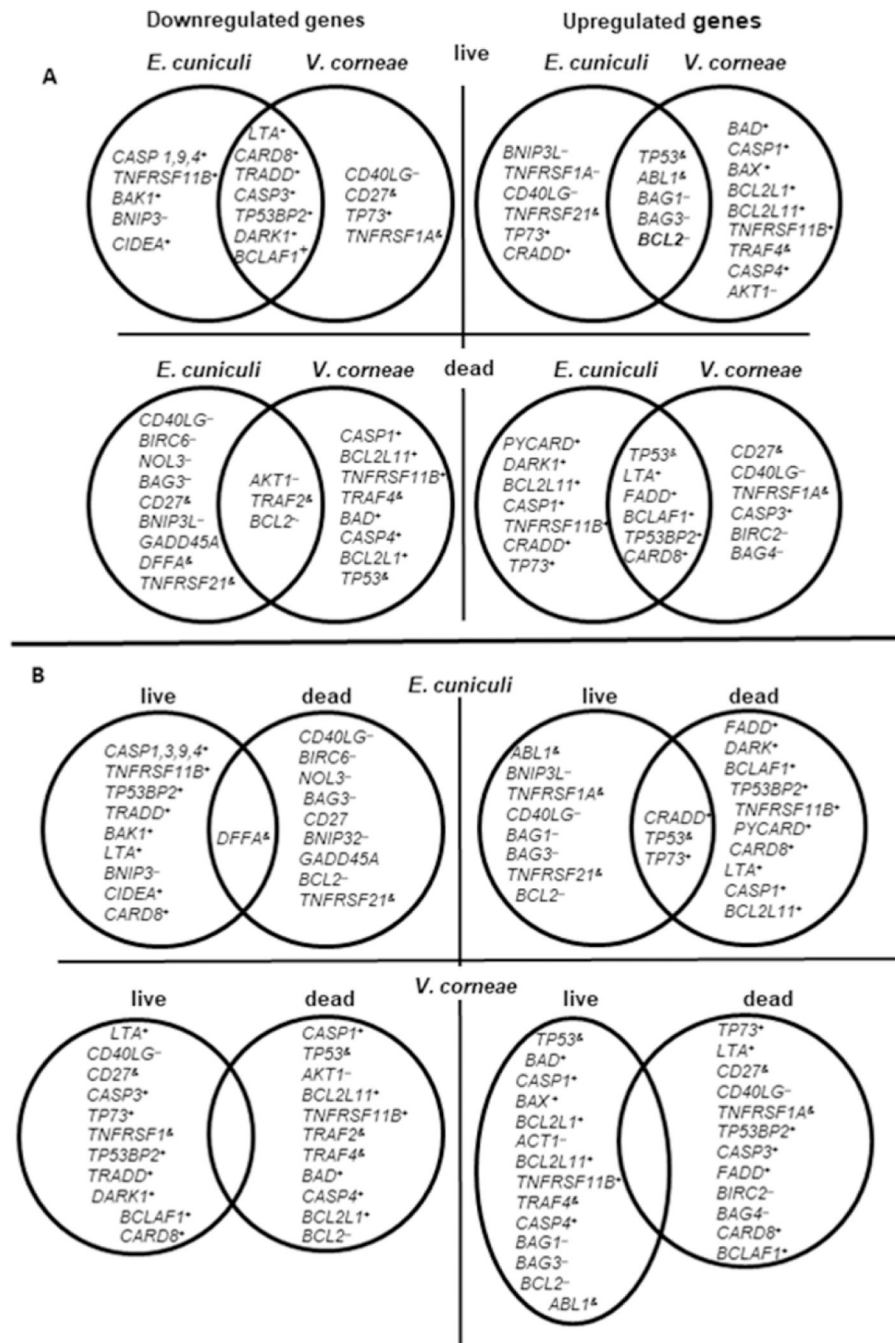 Downregulated genes
Upregulated genes
A
E. cuniculi
V. corneae
live
E. cuniculi
V. corneae
CASP 1,9,4+
TNFRSF11B+
BAK1+
BNIP3–
CIDEA+
LTA+
CARD8+
TRADD+
CASP3+
TP53BP2+
DARK1+
BCLAF1+
CD40LG–
CD27&
TP73+
TNFRSF1A&
BNIP3L–
TNFRSF1A–
CD40LG–
TNFRSF21&
TP73+
CRADD+
TP53&
ABL1&
BAG1–
BAG3–
BCL2–
BAD+
CASP1+
BAX+
BCL2L1+
BCL2L11+
TNFRSF11B+
TRAF4&
CASP4+
AKT1–
E. cuniculi
V. corneae
dead
E. cuniculi
V. corneae
CD40LG–
BIRC6–
NOL3–
BAG3–
CD27&
BNIP3L–
GADD45A
DFFA&
TNFRSF21&
AKT1–
TRAF2&
BCL2–
CASP1+
BCL2L11+
TNFRSF11B+
TRAF4&
BAD+
CASP4+
BCL2L1+
TP53&
PYCARD+
DARK1+
BCL2L11+
CASP1+
TNFRSF11B+
CRADD+
TP73+
TP53&
LTA+
FADD+
BCLAF1+
TP53BP2+
CARD8+
CD27&
CD40LG–
TNFRSF1A&
CASP3+
BIRC2–
BAG4–
B
live
dead
E. cuniculi
live
dead
CASP1,3,9,4+
TNFRSF11B+
TP53BP2+
TRADD+
BAK1+
LTA+
BNIP3–
CIDEA+
CARD8+
DFFA&
CD40LG–
BIRC6–
NOL3–
BAG3–
CD27
BNIP32–
GADD45A
BCL2–
TNFRSF21&
ABL1&
BNIP3L–
TNFRSF1A&
CD40LG–
BAG1–
BAG3–
TNFRSF21&
BCL2–
CRADD+
TP53&
TP73+
FADD+
DARK+
BCLAF1+
TP53BP2+
TNFRSF11B+
PYCARD+
CARD8+
LTA+
CASP1+
BCL2L11+
live
dead
V. corneae
live
dead
LTA+
CD40LG–
CD27&
CASP3+
TP73+
TNFRSF1&
TP53BP2+
TRADD+
DARK1+
BCLAF1+
CARD8+
CASP1+
TP53&
AKT1–
BCL2L11+
TNFRSF11B+
TRAF2&
TRAF4&
BAD+
CASP4+
BCL2L1+
BCL2–
TP53&
BAD+
CASP1+
BAX+
BCL2L1+
ACT1–
BCL2L11+
TNFRSF11B+
TRAF4&
CASP4+
BAG1–
BAG3–
BCL2–
ABL1&
TP73+
LTA+
CD27&
CD40LG–
TNFRSF1A&
TP53BP2+
CASP3+
FADD+
BIRC2–
BAG4–
CARD8+
BCLAF1+